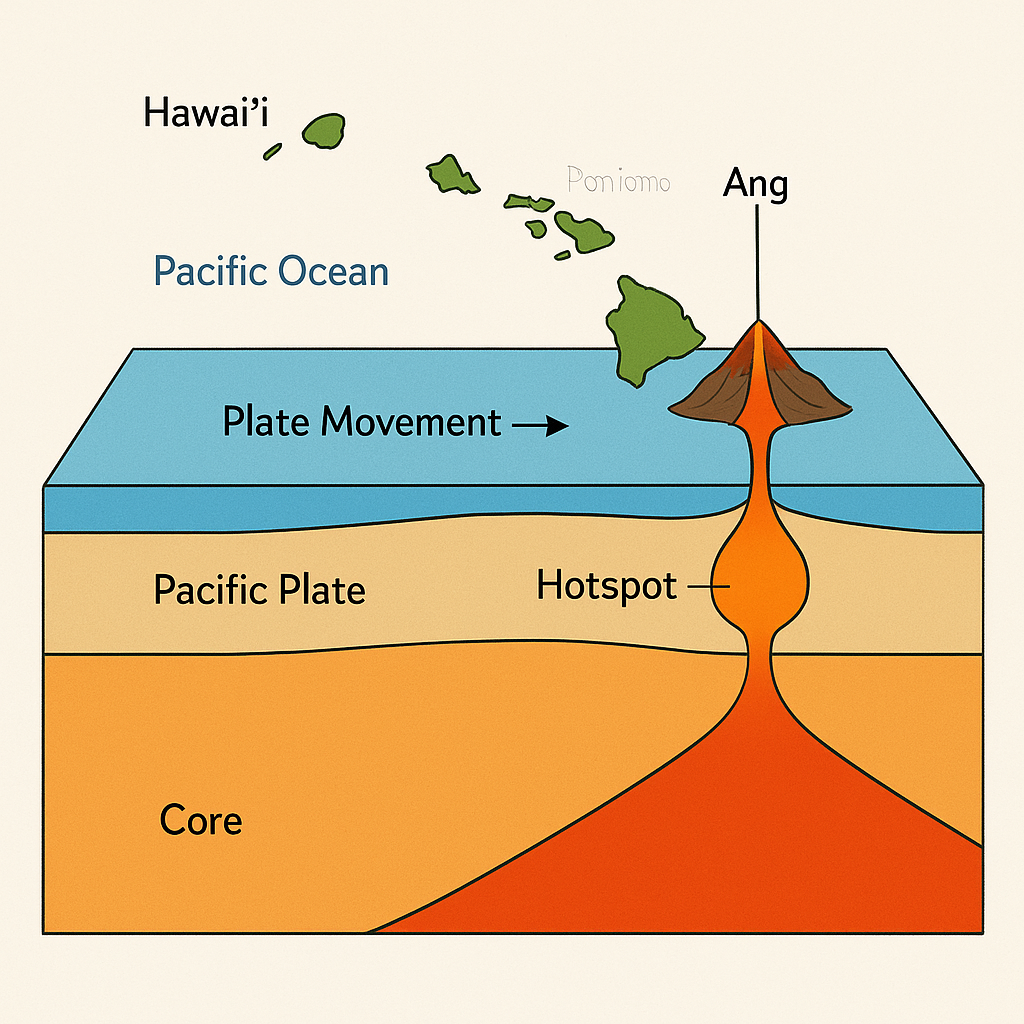 Hawai’i
Poniomo
Ang
Pacific Ocean
Plate Movement
Pacific Plate
Hotspot
Core